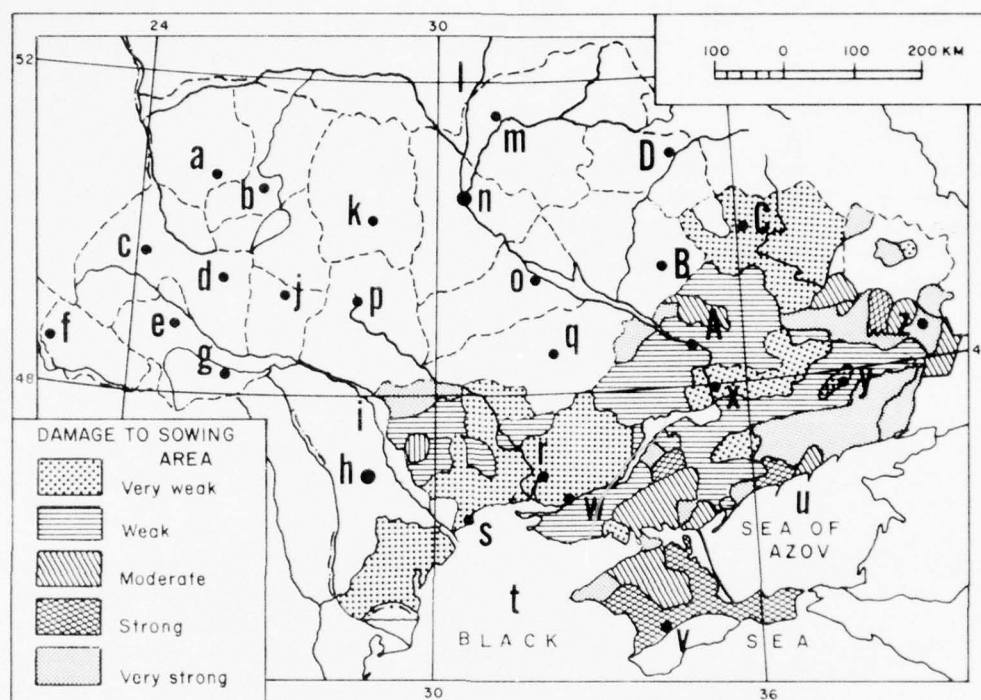 24
30
52
100 0 100 200 KM
l
m
D
a
b
k
n
C
c
d
j
p
o
B
f
e
g
q
A
z
4
48
x
y
i
h
r
w
s
u
SEA OF
AZOV
t
v
BLACK SEA
30
36
DAMAGE TO SOWING
AREA
Very weak
Weak
Moderate
Strong
Very strong